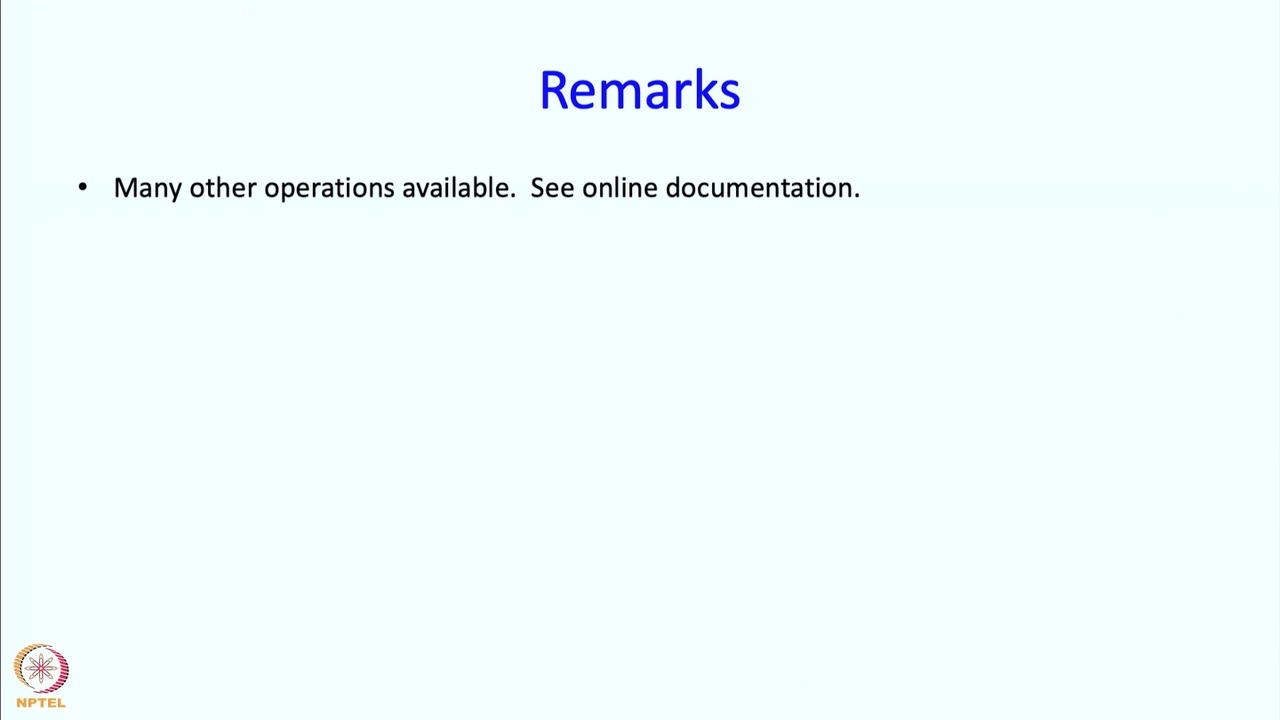 Remarks
• Many other operations available. See online documentation.
NPTEL